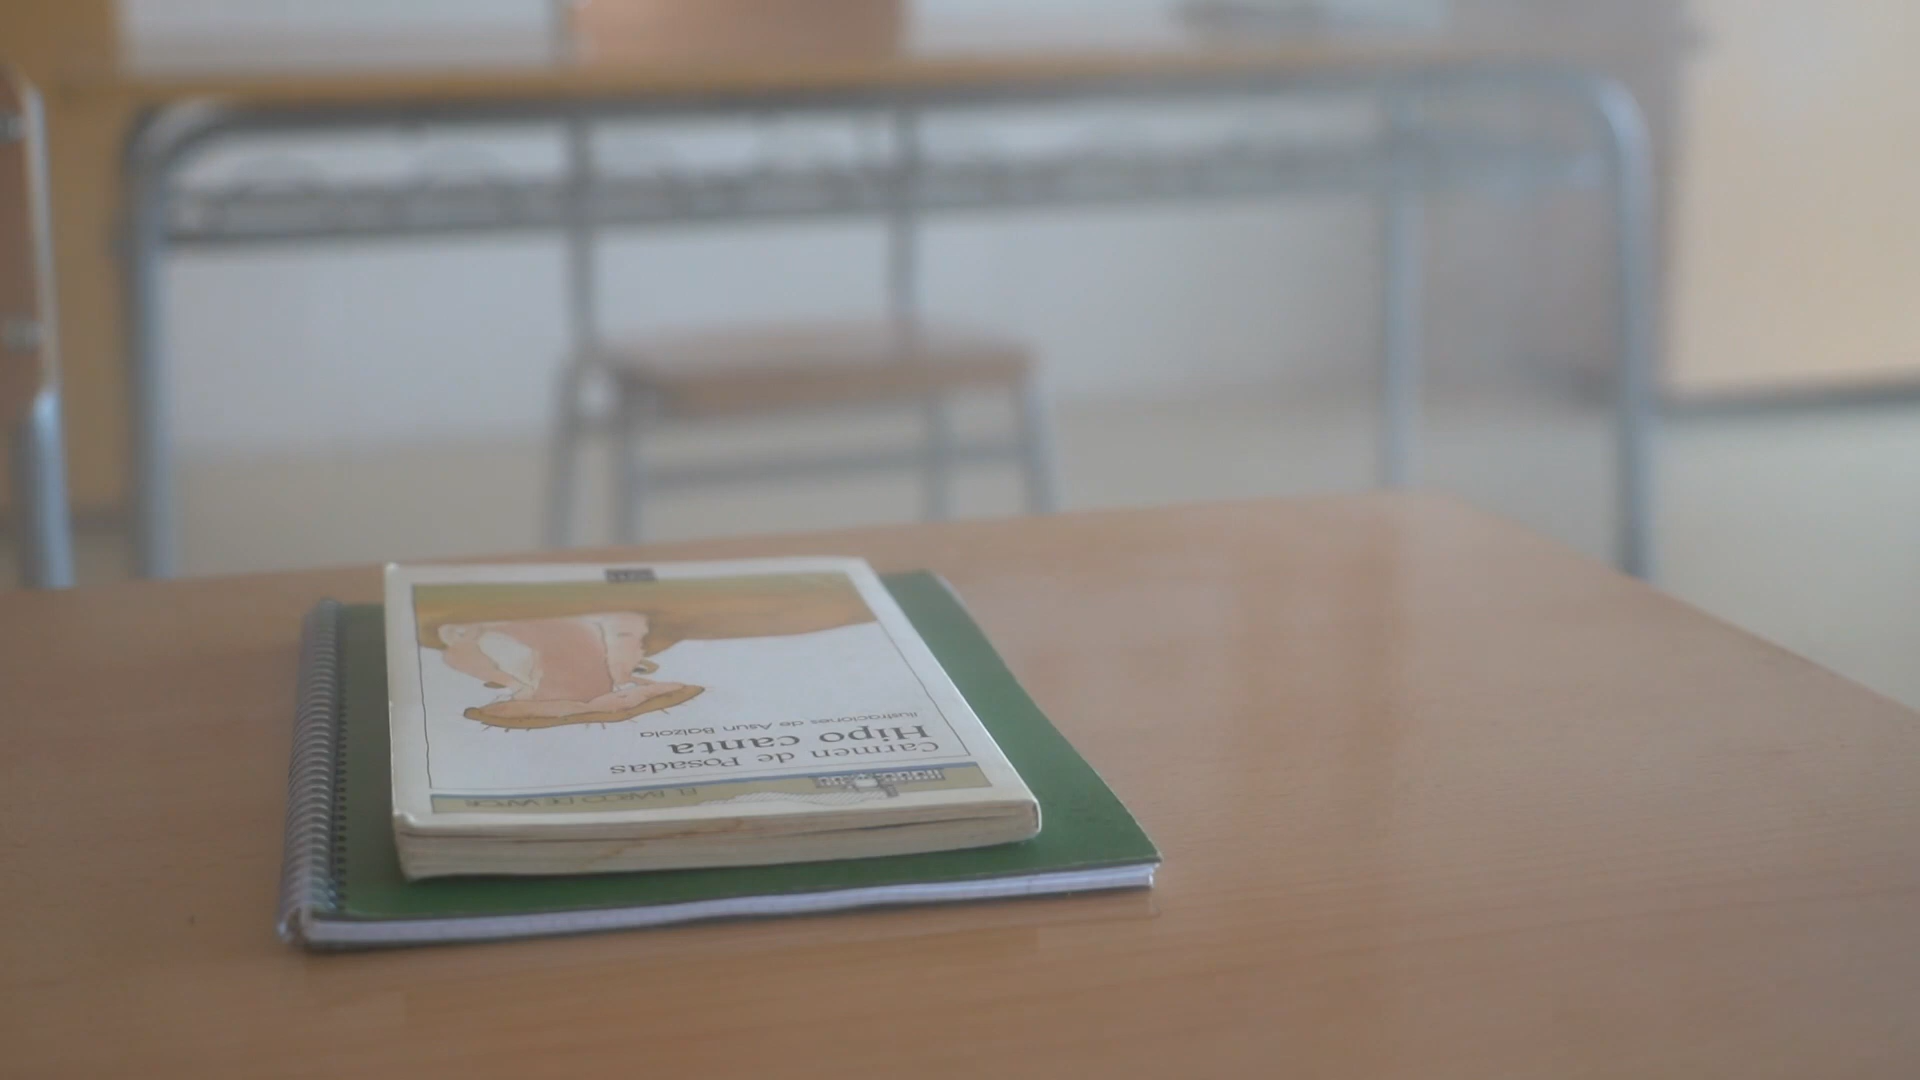 EL BARCO DE VAPOR
Carmen de Posadas
Hipo canta
Ilustraciones de Asun Balzola